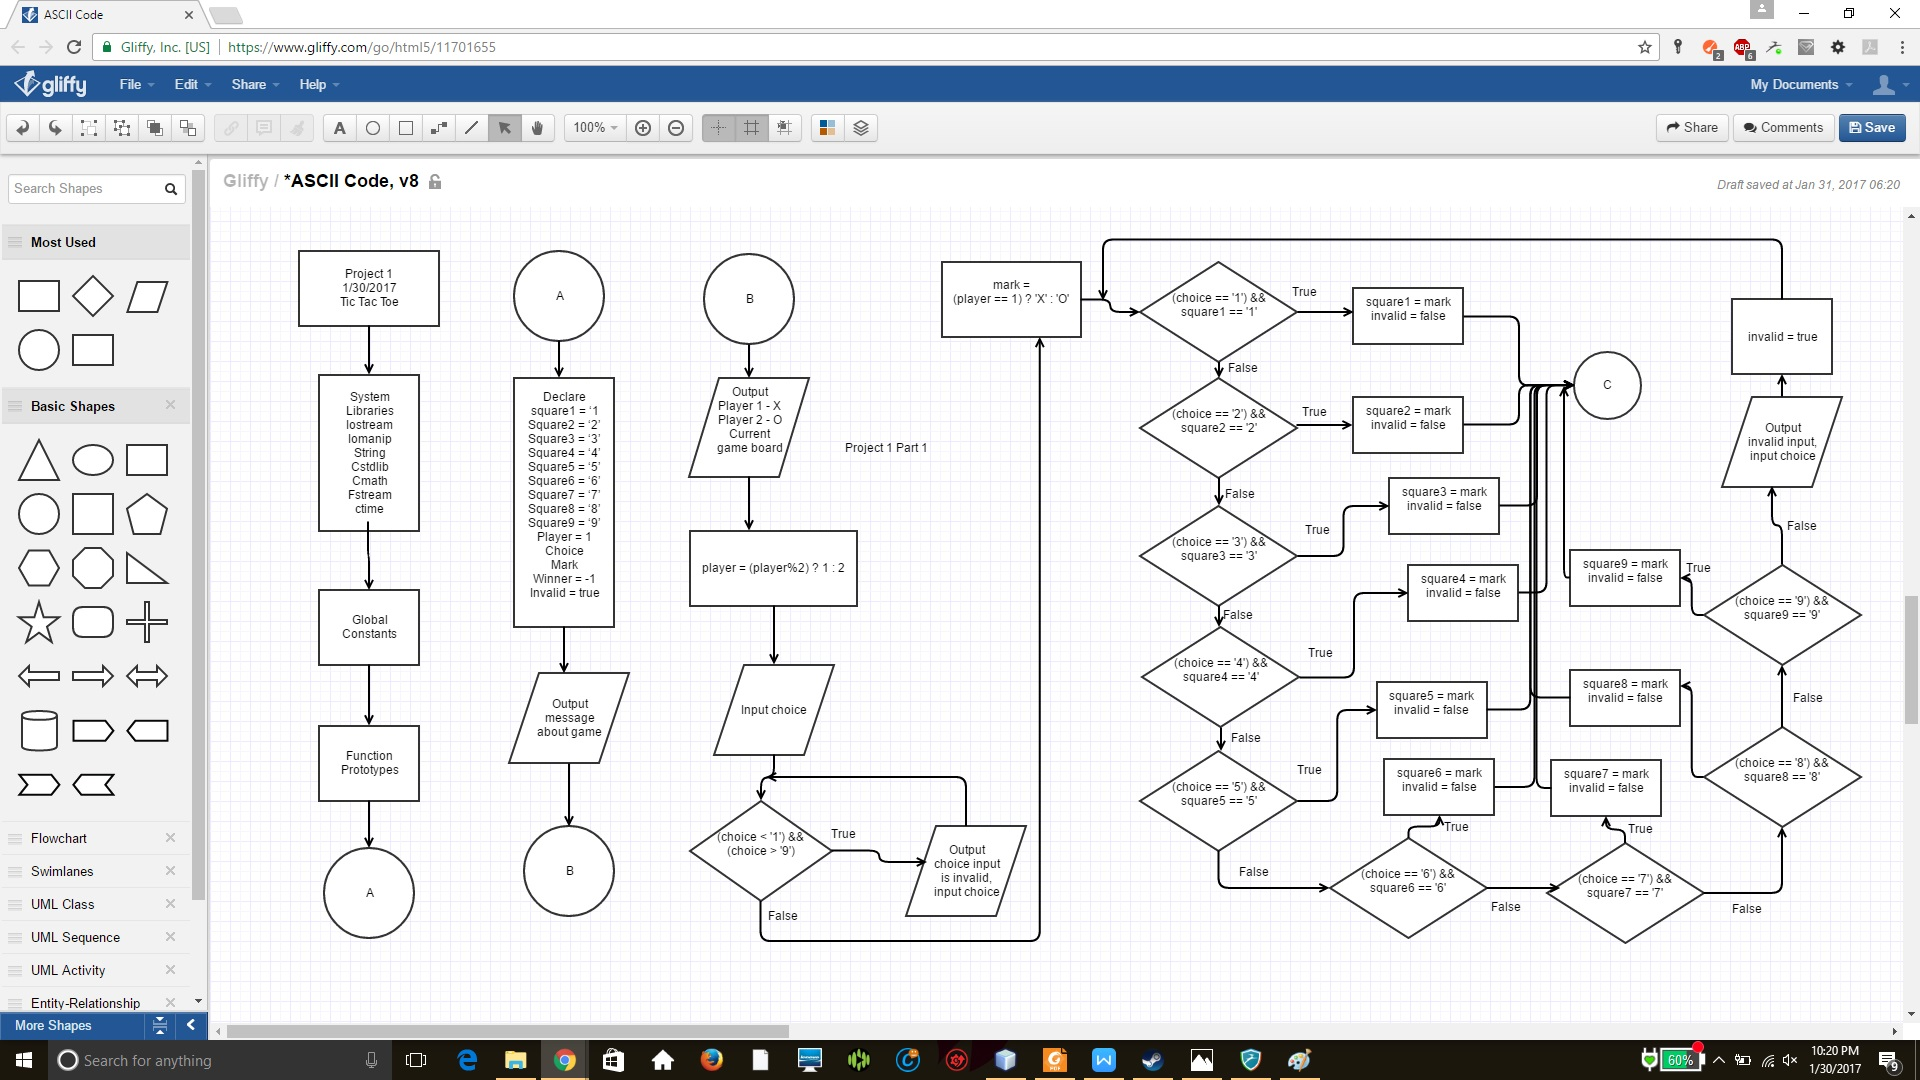 ASCII Code
Gliffy, Inc. [US]
https://www.gliffy.com/go/html5/11701655
2
6
gliffy
File
Edit
Share
Help
My Documents
A
100%
Share
Comments
Save
Search Shapes
Gliffy / *ASCII Code, v8
Draft saved at Jan 31, 2017 06:20
Most Used
Basic Shapes
Flowchart
Swimlanes
UML Class
UML Sequence
UML Activity
Entity-Relationship
More Shapes
Project 1
1/30/2017
Tic Tac Toe
System
Libraries
Iostream
Iomanip
String
Cstdlib
Cmath
Fstream
ctime
Global
Constants
Function
Prototypes
A
A
Declare
square1 = ‘1
Square2 = ‘2’
Square3 = ‘3’
Square4 = ‘4’
Square5 = ‘5’
Square6 = ‘6’
Square7 = ‘7’
Square8 = ‘8’
Square9 = ‘9’
Player = 1
Choice
Mark
Winner = -1
Invalid = true
Output
message
about game
B
B
Output
Player 1 - X
Player 2 - O
Current
game board
Project 1 Part 1
player = (player%2) ? 1 : 2
Input choice
(choice < '1') &&
(choice > '9')
True
False
Output
choice input
is invalid,
input choice
mark =
(player == 1) ? 'X' : 'O'
(choice == '1') &&
square1 == '1'
True
square1 = mark
invalid = false
False
(choice == '2') &&
square2 == '2'
True
square2 = mark
invalid = false
False
(choice == '3') &&
square3 == '3'
True
square3 = mark
invalid = false
False
(choice == '4') &&
square4 == '4'
True
square4 = mark
invalid = false
False
(choice == '5') &&
square5 == '5'
True
square5 = mark
invalid = false
False
(choice == '6') &&
square6 == '6'
True
square6 = mark
invalid = false
False
(choice == '7') &&
square7 == '7'
True
square7 = mark
invalid = false
False
(choice == '8') &&
square8 == '8'
square8 = mark
invalid = false
False
(choice == '9') &&
square9 == '9'
True
square9 = mark
invalid = false
False
Output
invalid input,
input choice
invalid = true
C
Search for anything
60%
10:20 PM
1/30/2017
9